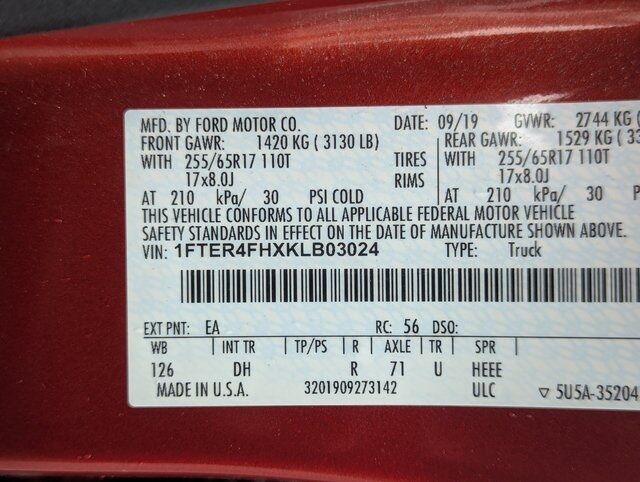 MFD. BY FORD MOTOR CO. DATE: 09/19 GVWR: 2744 KG (
FRONT GAWR: 1420 KG ( 3130 LB) REAR GAWR: 1529 KG ( 33
WITH 255/65R17 110T TIRES WITH 255/65R17 110T
17x8.0J RIMS 17x8.0J
AT 210 kPa/ 30 PSI COLD AT 210 kPa/ 30
THIS VEHICLE CONFORMS TO ALL APPLICABLE FEDERAL MOTOR VEHICLE
SAFETY STANDARDS IN EFFECT ON THE DATE OF MANUFACTURE SHOWN ABOVE.
VIN: 1FTER4FHXKLB03024 TYPE: Truck
EXT PNT: EA RC: 56 DSO:
WB INT TR TP/PS R AXLE TR SPR
126 DH R 71 U HEEE
MADE IN U.S.A. 3201909273142 ULC ▽ 5U5A-35204